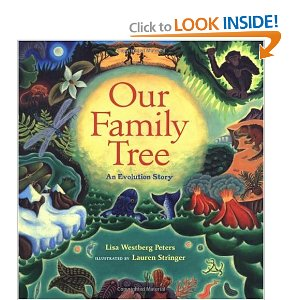 Click to
LOOK INSIDE!
Our
Family
Tree
An Evolution Story
Lisa Westberg Peters
ILLUSTRATED BY Lauren Stringer